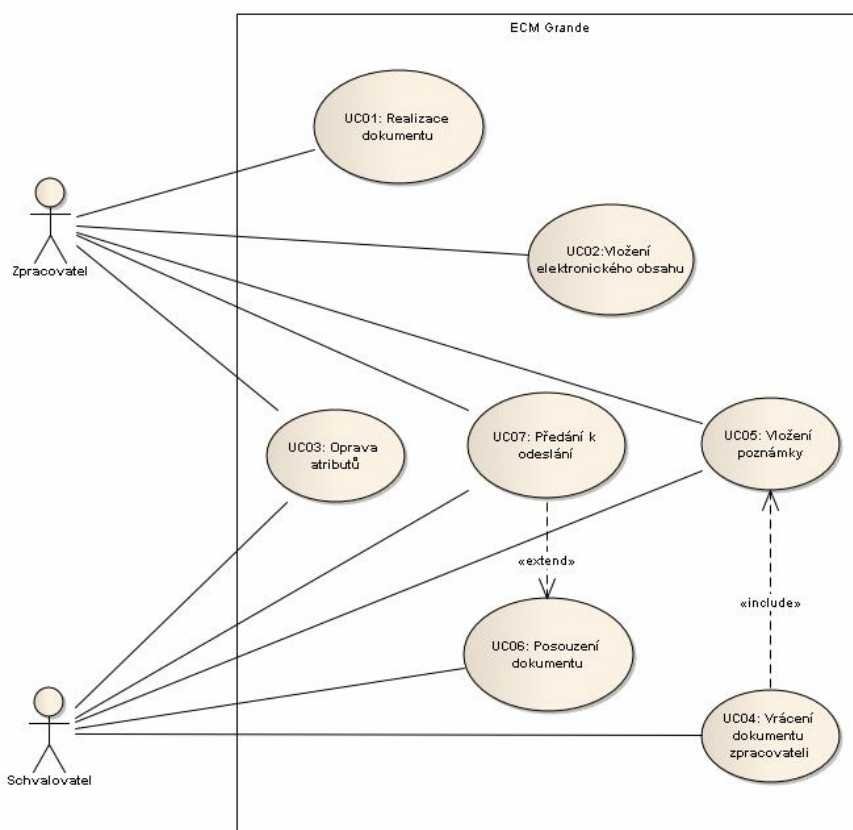 ECM Grande
UC01: Realizace
dokumentu
Zpracovatel
UC02:Vložení
elektronického obsahu
UC03: Oprava
atributů
UC07: Předání k
odeslání
UC05: Vložení
poznámky
«extend»
«include»
UC06: Posouzení
dokumentu
Schvalovatel
UC04: Vrácení
dokumentu
zpracovateli